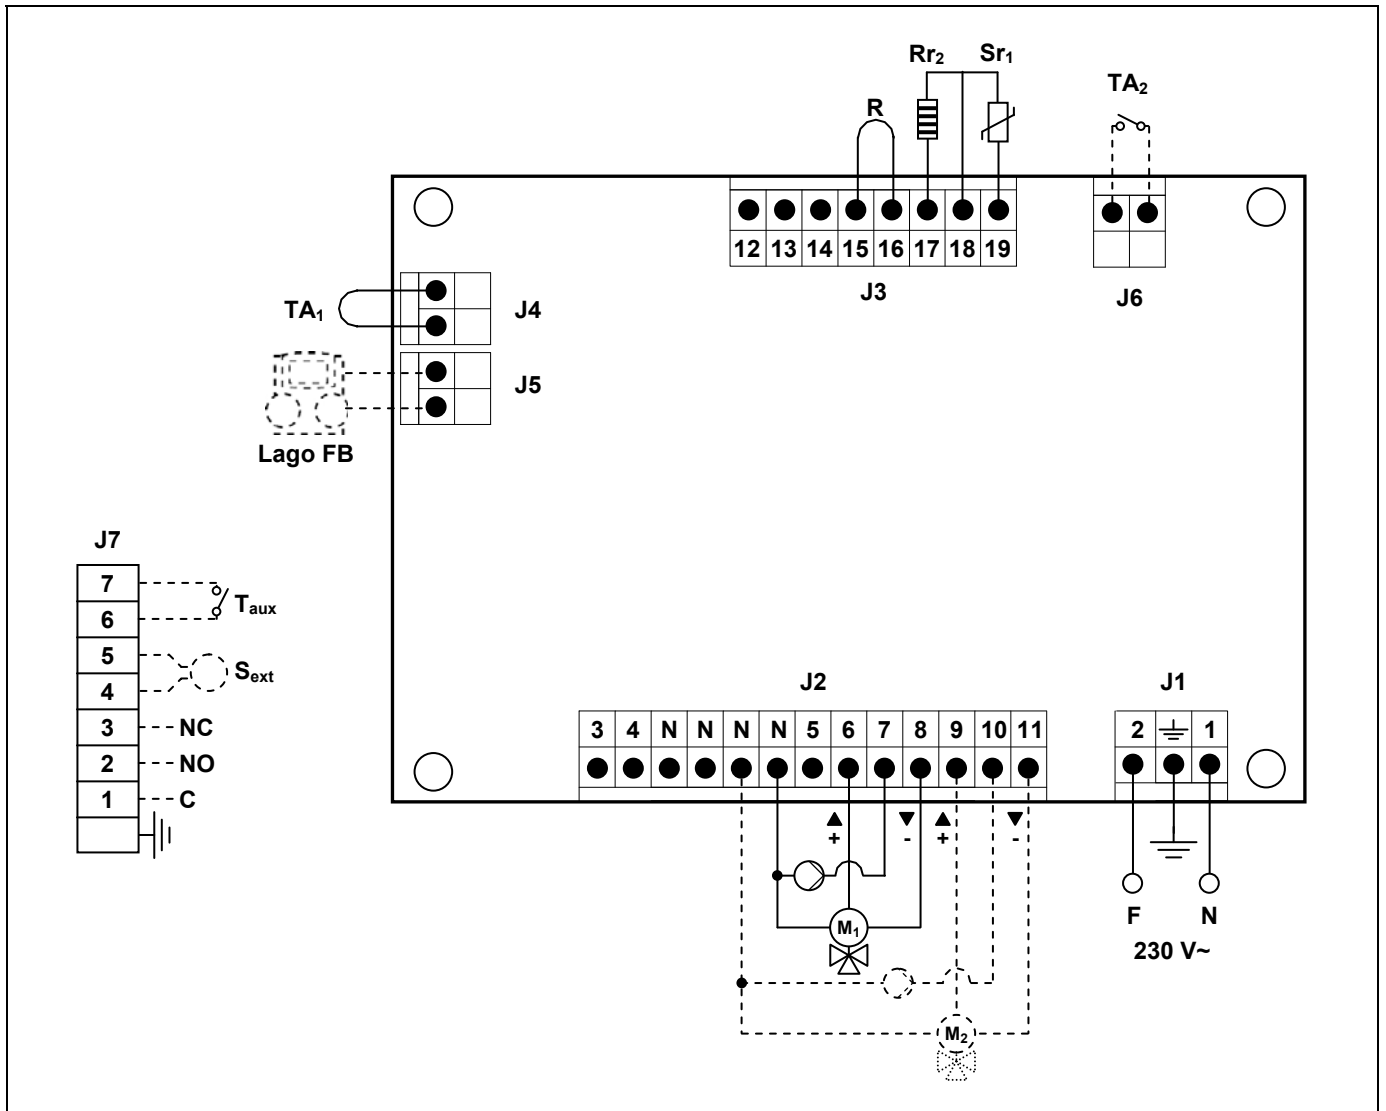 Rr2 Sr1
TA2
R
12 13 14 15 16 17 18 19
J3
J6
TA1
J4
J5
Lago FB
J7
7
6
Taux
5
4
Sext
3 NC
2 NO
1 C
J2
J1
3 4 N N N N 5 6 7 8 9 10 11
2 1
+ - + -
M1
F N
230 V~
M2